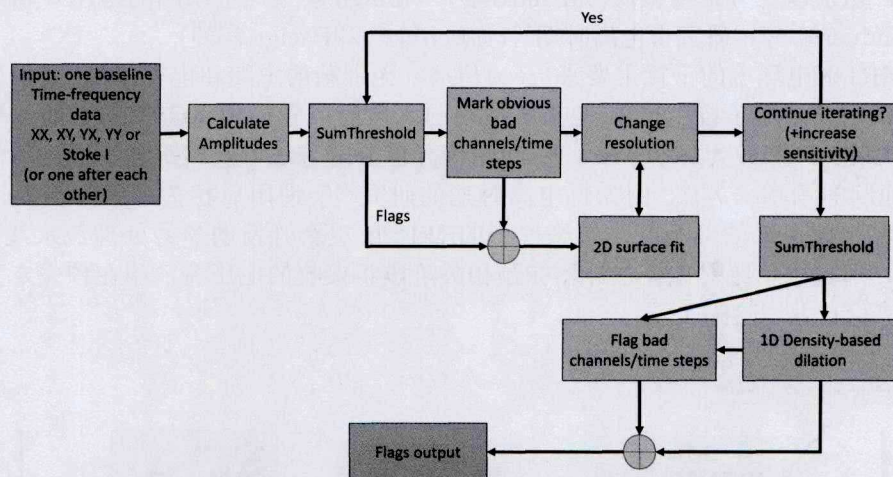 Yes
Input: one baseline
Time-frequency
data
XX, XY, YX, YY or
Stoke I
(or one after each
other)
Calculate
Amplitudes
SumThreshold
Mark obvious
bad
channels/time
steps
Change
resolution
Continue iterating?
(+increase
sensitivity)
Flags
2D surface fit
SumThreshold
Flag bad
channels/time steps
1D Density-based
dilation
Flags output